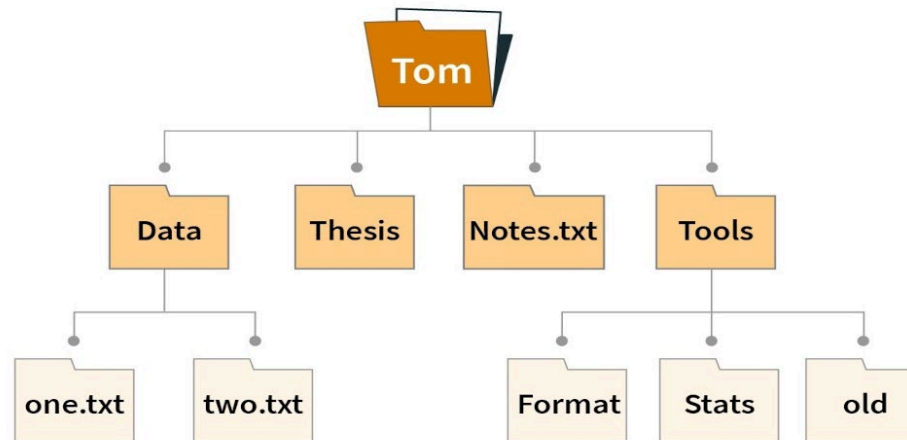 Tom
Data
Thesis
Notes.txt
Tools
one.txt
two.txt
Format
Stats
old